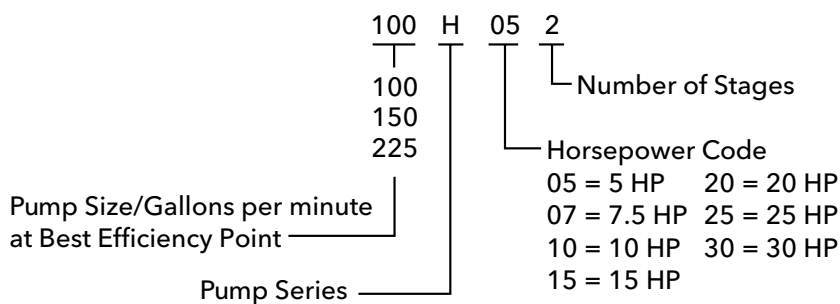 100 H 05 2
100
150
225
Number of Stages
Horsepower Code
05 = 5 HP 20 = 20 HP
07 = 7.5 HP 25 = 25 HP
10 = 10 HP 30 = 30 HP
15 = 15 HP
Pump Size/Gallons per minute
at Best Efficiency Point
Pump Series